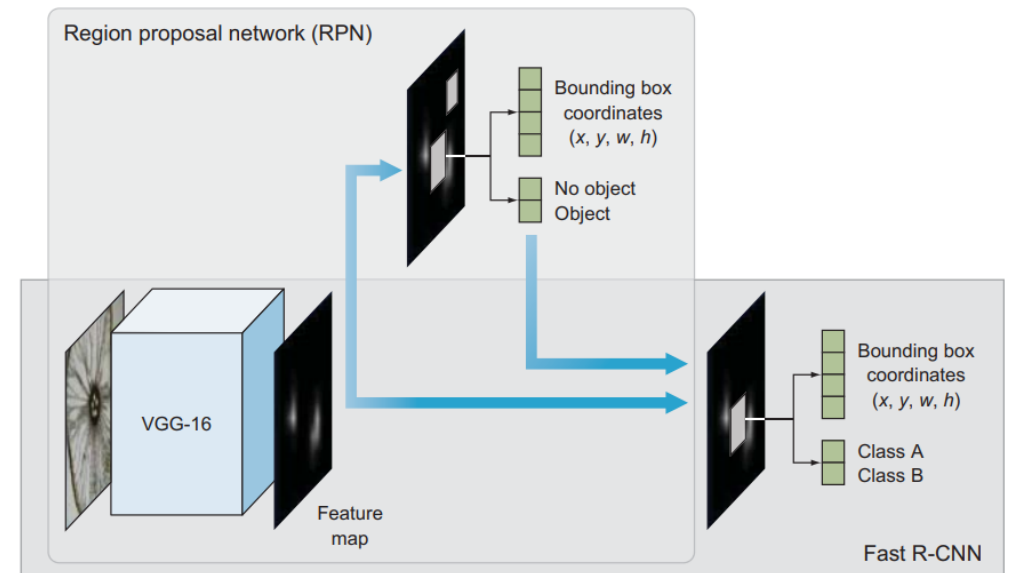 Region proposal network (RPN)
Bounding box
coordinates
(x, y, w, h)
No object
Object
VGG-16
Feature
map
Bounding box
coordinates
(x, y, w, h)
Class A
Class B
Fast R-CNN